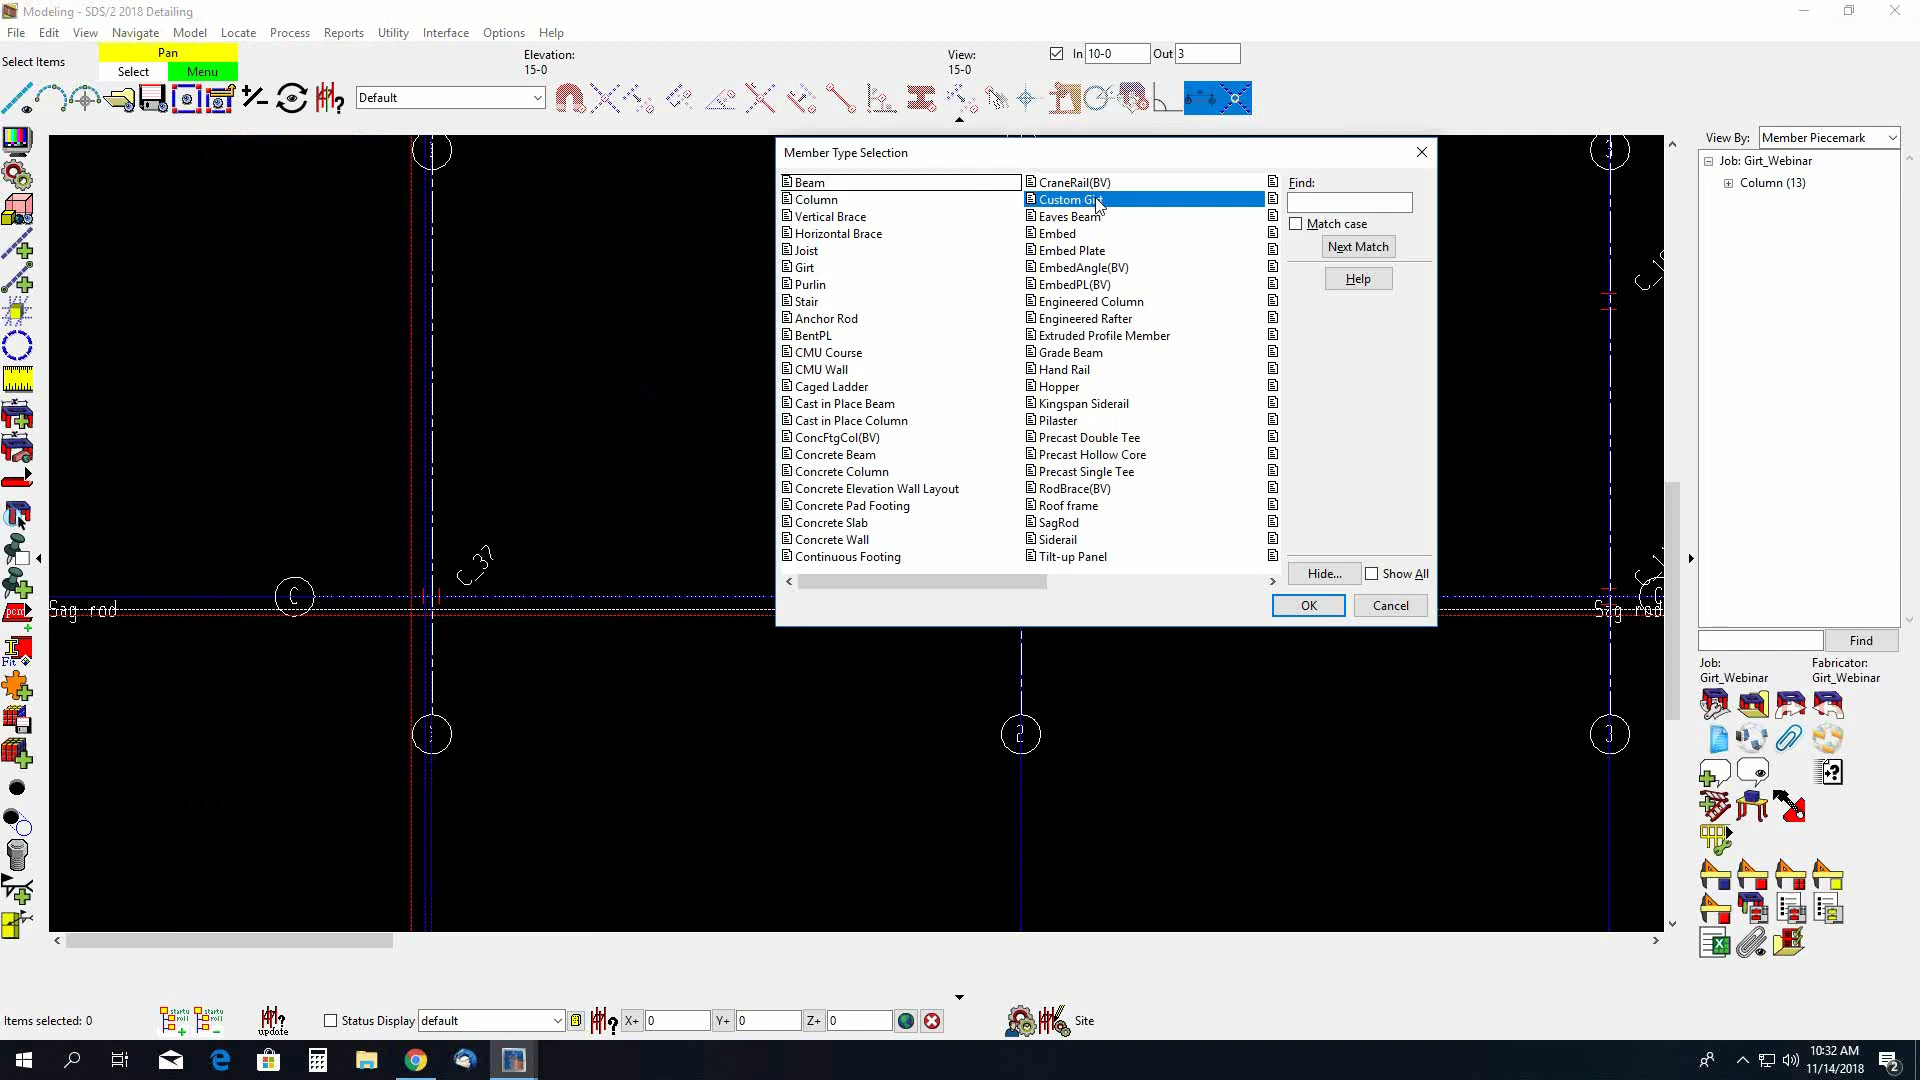 Modeling - SDS/2 2018 Detailing
File Edit View Navigate Model Locate Process Reports Utility Interface Options Help
Select Items
Pan
Select Menu
Elevation:
15-0
View:
15-0
In 10-0 Out 3
Default
View By: Member Piecemark
Job: Girt_Webinar
Column (13)
Member Type Selection
Beam
Column
Vertical Brace
Horizontal Brace
Joist
Girt
Purlin
Stair
Anchor Rod
BentPL
CMU Course
CMU Wall
Caged Ladder
Cast in Place Beam
Cast in Place Column
ConcFtgCol(BV)
Concrete Beam
Concrete Column
Concrete Elevation Wall Layout
Concrete Pad Footing
Concrete Slab
Concrete Wall
Continuous Footing
CraneRail(BV)
Custom Girt
Eaves Beam
Embed
Embed Plate
EmbedAngle(BV)
EmbedPL(BV)
Engineered Column
Engineered Rafter
Extruded Profile Member
Grade Beam
Hand Rail
Hopper
Kingspan Siderail
Pilaster
Precast Double Tee
Precast Hollow Core
Precast Single Tee
RodBrace(BV)
Roof frame
SagRod
Siderail
Tilt-up Panel
Find:
Match case
Next Match
Help
Hide... Show All
OK Cancel
C_37
C
Sag rod
Sag rod
2
3
Find
Job:
Girt_Webinar
Fabricator:
Girt_Webinar
Fit
pcm
Items selected: 0
startu
roll
startu
roll
update
Status Display default
X+ 0 Y+ 0 Z+ 0
Site
10:32 AM
11/14/2018
2